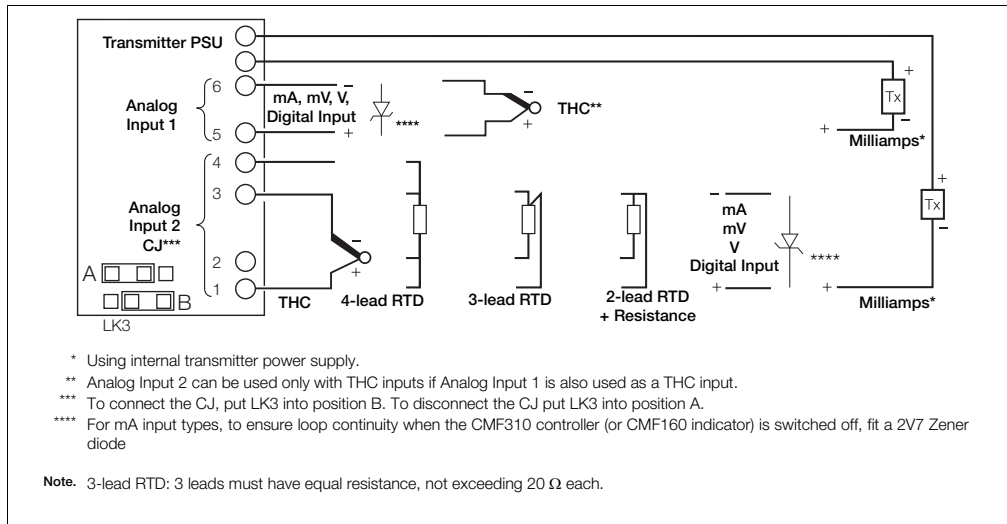 Transmitter PSU
6
Analog
Input 1
5
mA, mV, V,
Digital Input
−
+
****
−
+
THC**
+
Tx
−
+
Milliamps*
4
3
Analog
Input 2
CJ***
2
1
A
B
LK3
−
+
THC
4-lead RTD
3-lead RTD
2-lead RTD
+ Resistance
−
mA
mV
V
Digital Input
+
****
+
Tx
−
+
Milliamps*
* Using internal transmitter power supply.
** Analog Input 2 can be used only with THC inputs if Analog Input 1 is also used as a THC input.
*** To connect the CJ, put LK3 into position B. To disconnect the CJ put LK3 into position A.
**** For mA input types, to ensure loop continuity when the CMF310 controller (or CMF160 indicator) is switched off, fit a 2V7 Zener
diode
Note. 3-lead RTD: 3 leads must have equal resistance, not exceeding 20 Ω each.